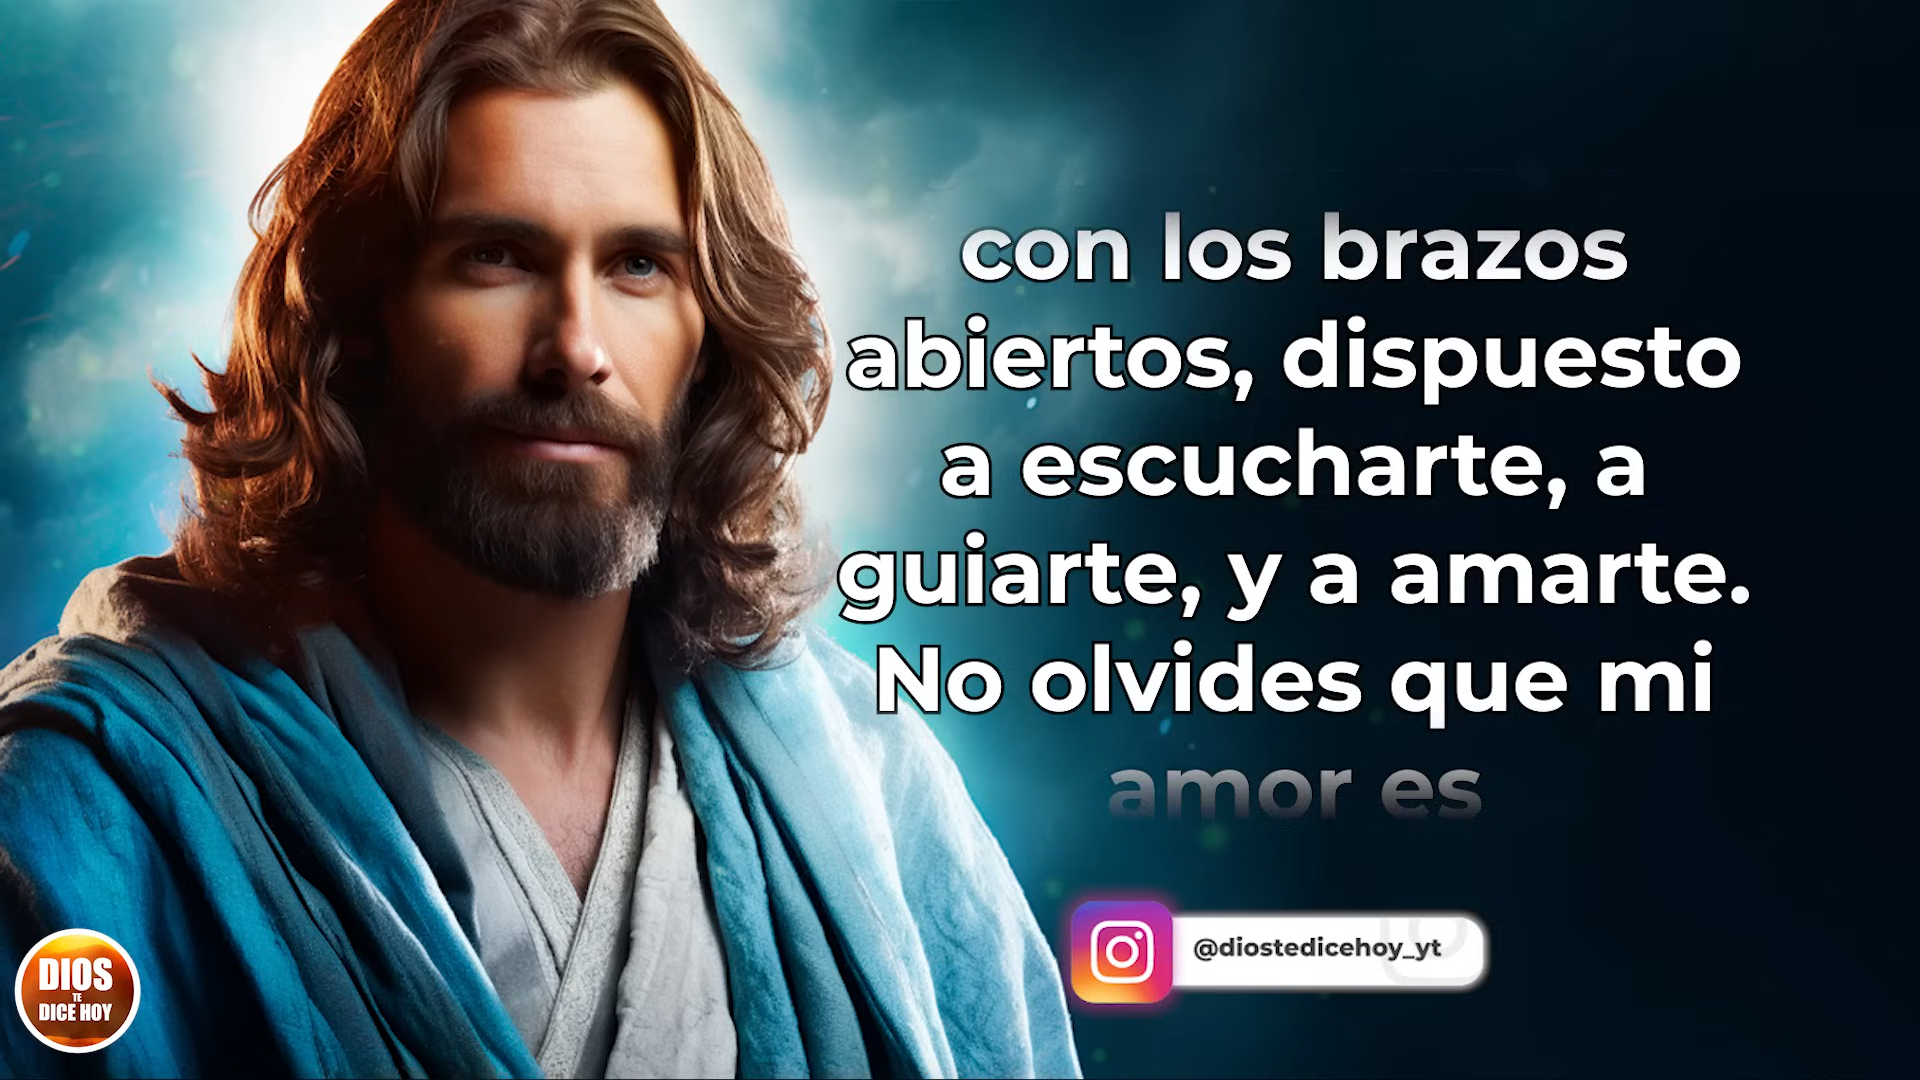 con los brazos
abiertos, dispuesto
a escucharte, a
guiarte, y a amarte.
No olvides que mi
amor es
@diostedicehoy_yt
DIOS
TE
DICE HOY